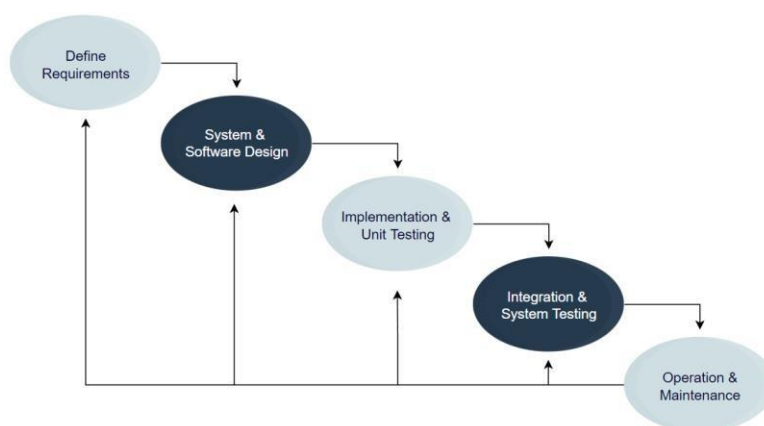 Define
Requirements
System &
Software Design
Implementation &
Unit Testing
Integration &
System Testing
Operation &
Maintenance